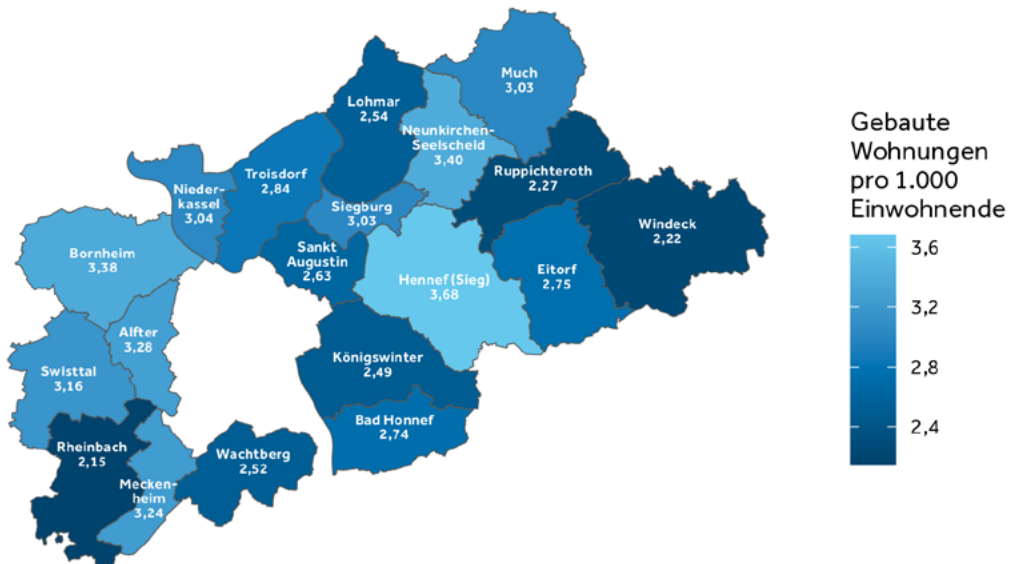 Much
3,03
Lohmar
2,54
Neunkirchen-
Seelscheid
3,40
Ruppichteroth
2,27
Troisdorf
2,84
Nieder-
kassel
3,04
Siegburg
3,03
Windeck
2,22
Bornheim
3,38
Sankt
Augustin
2,63
Hennef (Sieg)
3,68
Eitorf
2,75
Alfter
3,28
Königswinter
2,49
Swisttal
3,16
Bad Honnef
2,74
Rheinbach
2,15
Wachtberg
2,52
Mecken-
heim
3,24
Gebaute
Wohnungen
pro 1.000
Einwohnende
3,6
3,2
2,8
2,4